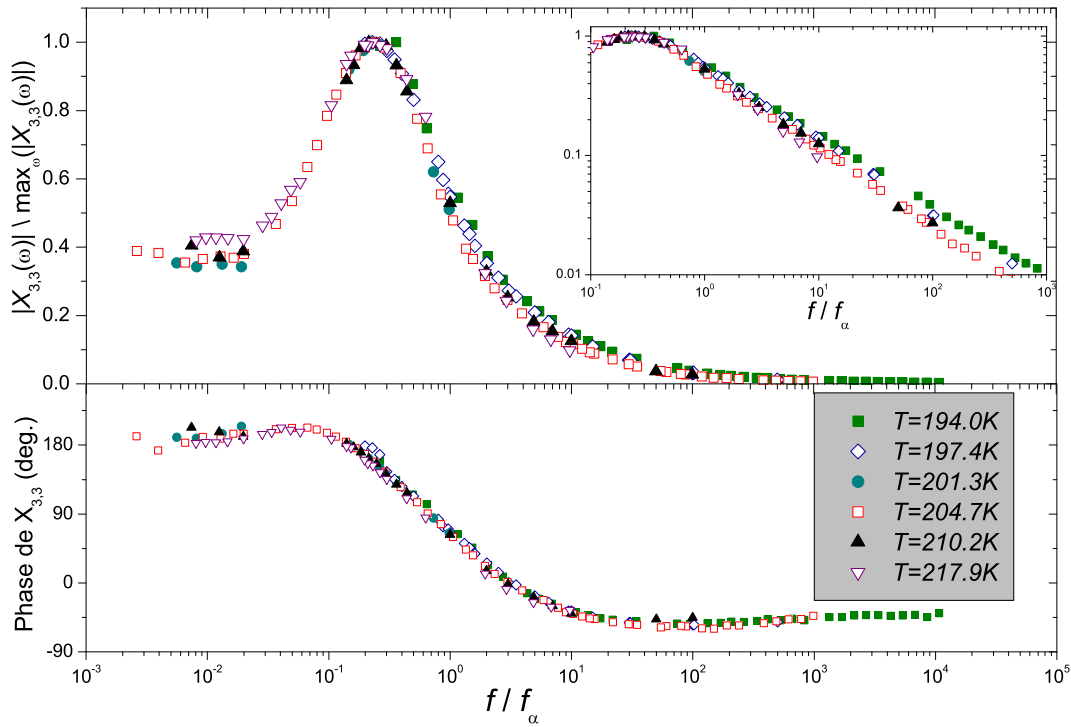 |X₃,₃(ω)| \ max_ω(|X₃,₃(ω)|)
1.0
0.8
0.6
0.4
0.2
0.0
1
0.1
0.01
10⁻¹ 10⁰ 10¹ 10² 10³
f / f_α
Phase de X₃,₃ (deg.)
180
90
0
-90
T=194.0K
T=197.4K
T=201.3K
T=204.7K
T=210.2K
T=217.9K
10⁻³ 10⁻² 10⁻¹ 10⁰ 10¹ 10² 10³ 10⁴ 10⁵
f / f_α